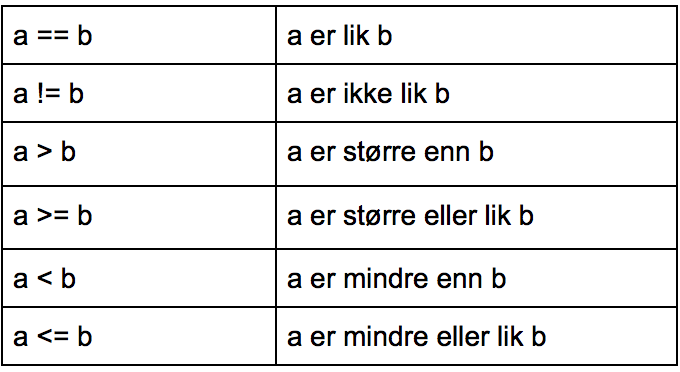 a == b a er lik b
a != b a er ikke lik b
a > b a er større enn b
a >= b a er større eller lik b
a < b a er mindre enn b
a <= b a er mindre eller lik b